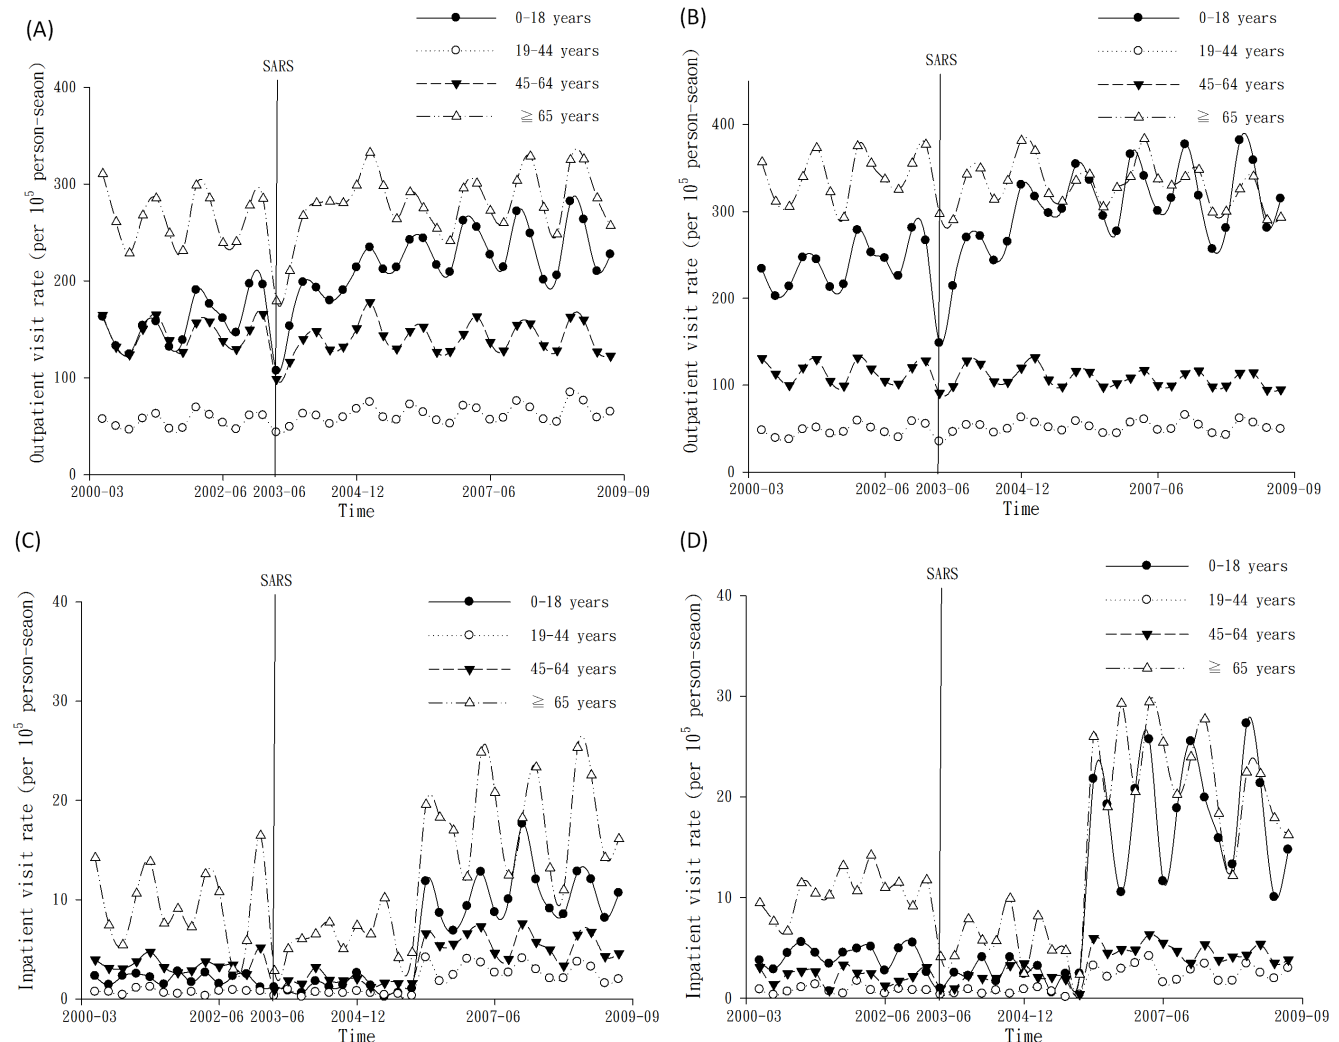 (A)
0-18 years
19-44 years
45-64 years
≧ 65 years
SARS
Outpatient visit rate (per 10⁵ person-seaon)
400
300
200
100
0
2000-03 2002-06 2003-06 2004-12 2007-06 2009-09
Time
(B)
0-18 years
19-44 years
45-64 years
≧ 65 years
SARS
Outpatient visit rate (per 10⁵ person-seaon)
400
300
200
100
0
2000-03 2002-06 2003-06 2004-12 2007-06 2009-09
Time
(C)
SARS
0-18 years
19-44 years
45-64 years
≧ 65 years
Inpatient visit rate (per 10⁵ person-seaon)
40
30
20
10
0
2000-03 2002-06 2003-06 2004-12 2007-06 2009-09
Time
(D)
SARS
0-18 years
19-44 years
45-64 years
≧ 65 years
Inpatient visit rate (per 10⁵ person-seaon)
40
30
20
10
0
2000-03 2002-06 2003-06 2004-12 2007-06 2009-09
Time